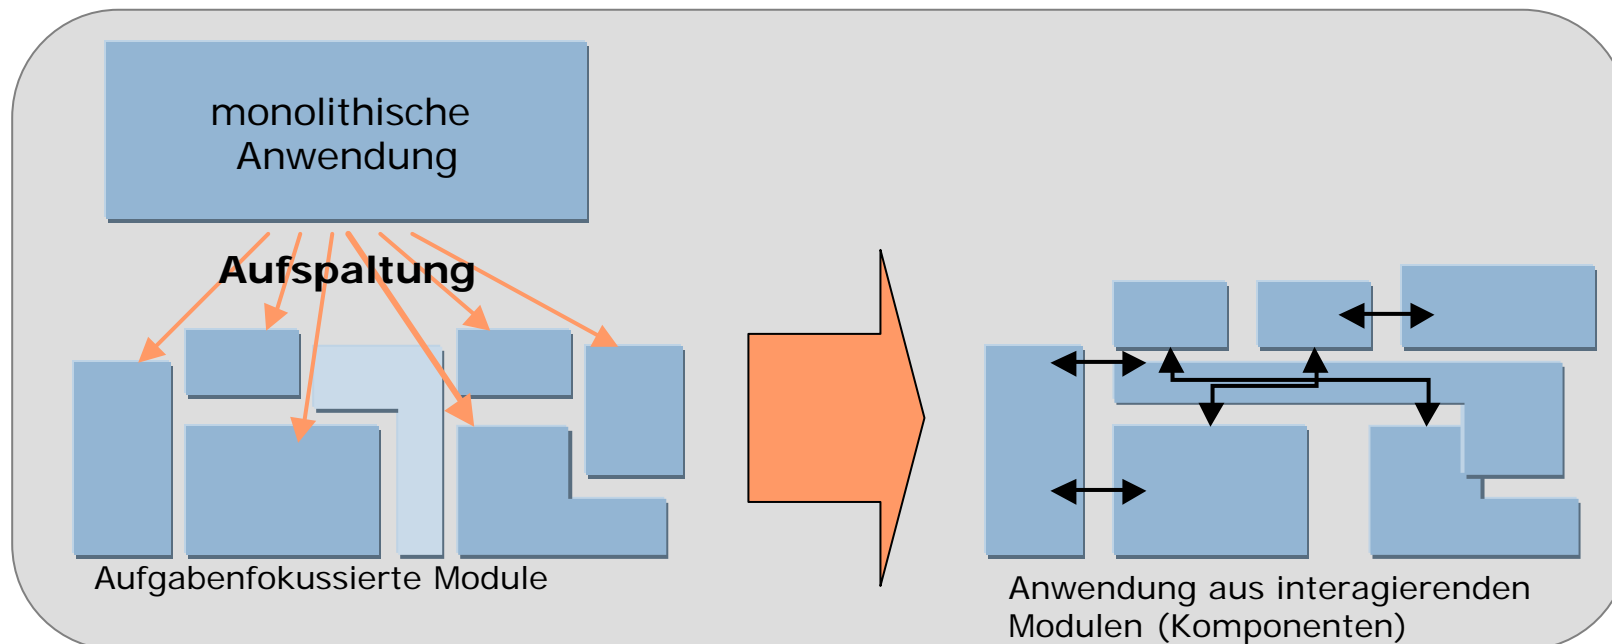 monolithische
Anwendung
Aufspaltung
Aufgabenfokussierte Module
Anwendung aus interagierenden
Modulen (Komponenten)